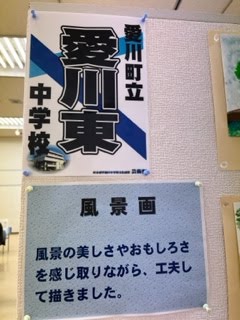 愛川町立
愛川東
中学校
風景画
風景の美しさやおもしろさ
を感じ取りながら、工夫し
て描きました。